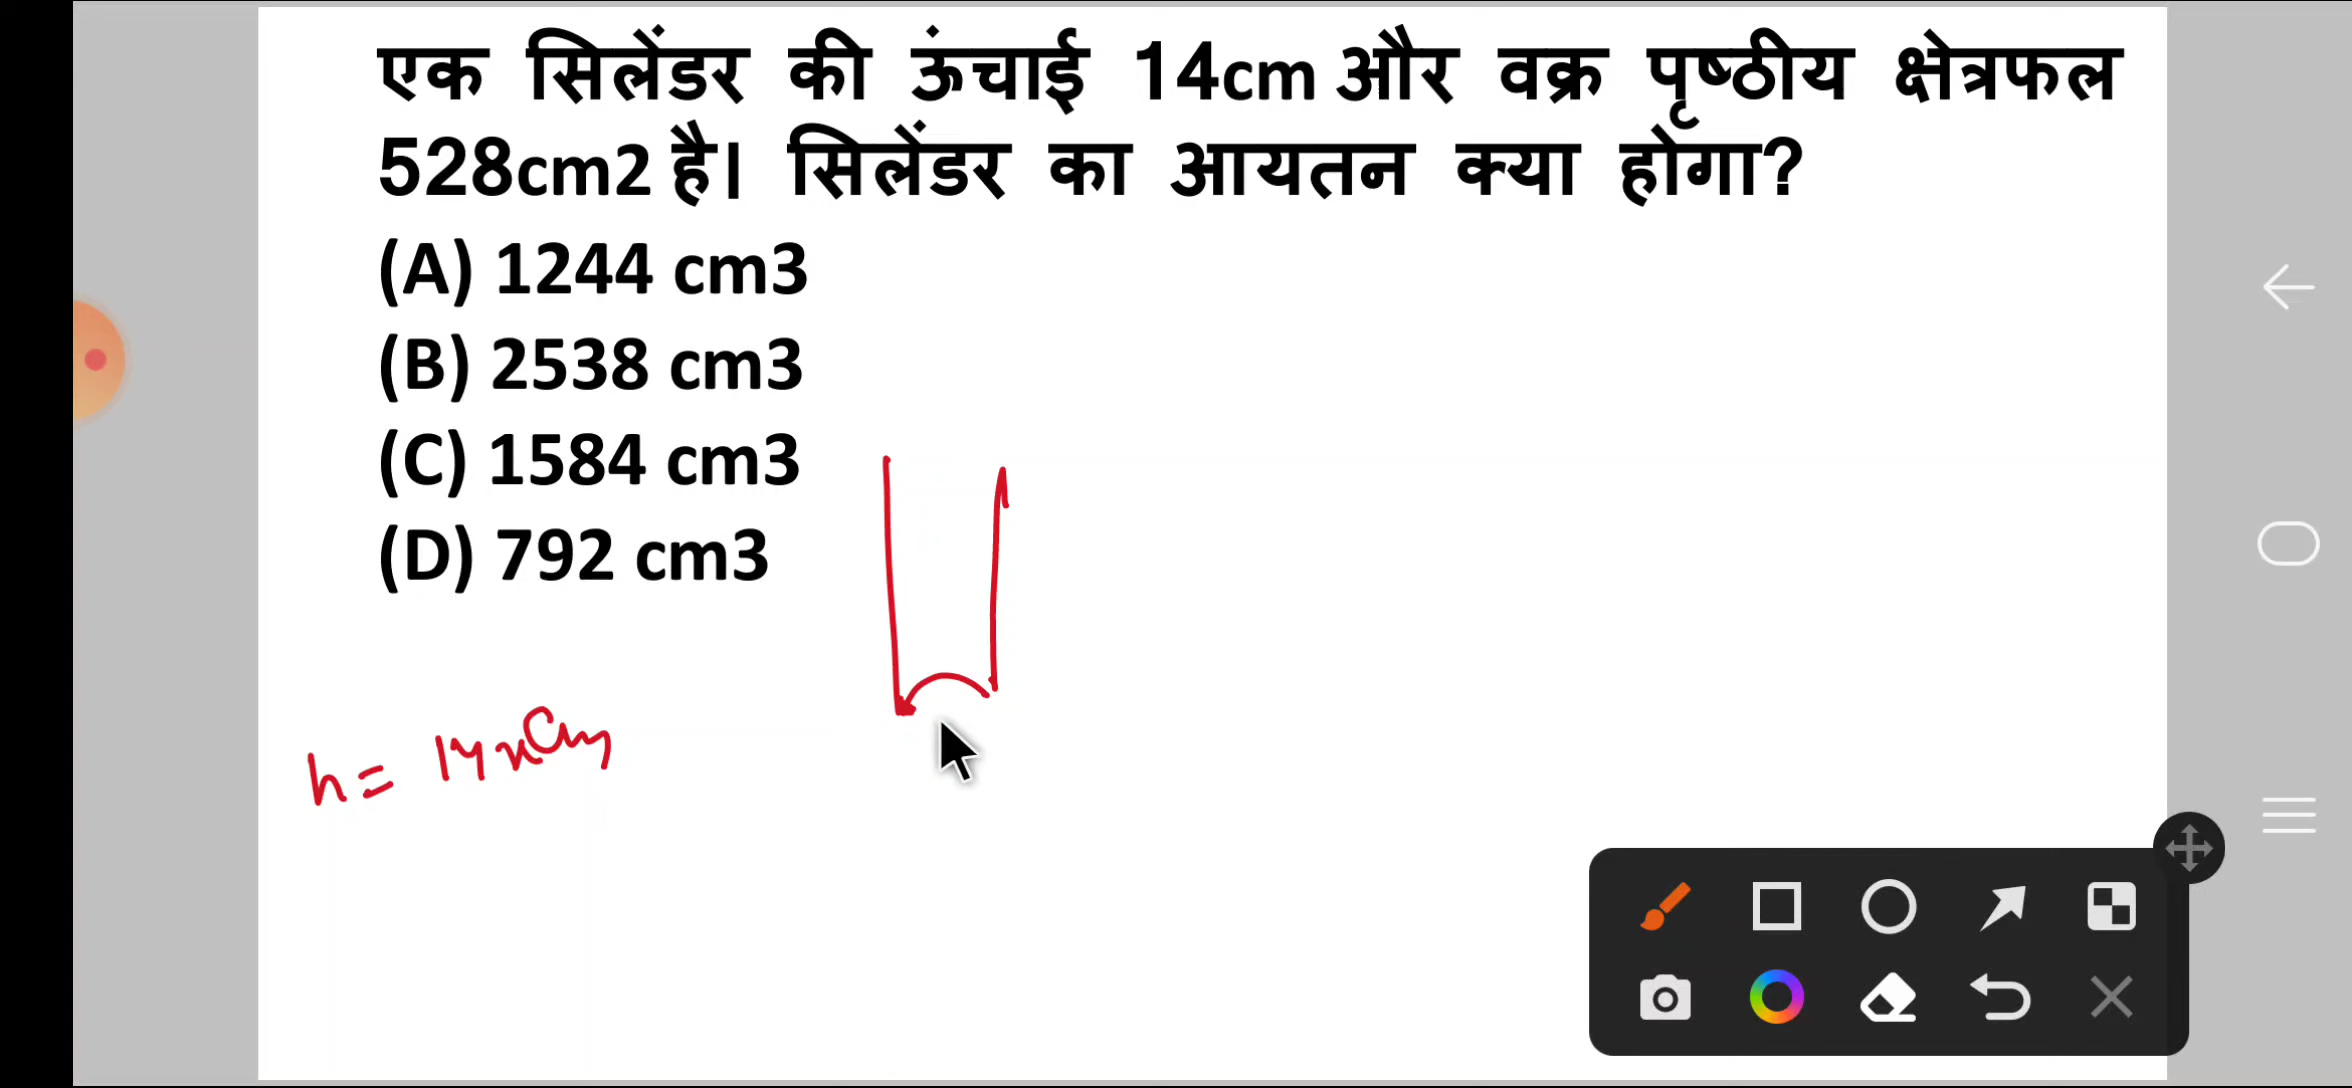 एक सिलेंडर की ऊंचाई 14cm और वक्र पृष्ठीय क्षेत्रफल
528cm2 है। सिलेंडर का आयतन क्या होगा?
(A) 1244 cm3
(B) 2538 cm3
(C) 1584 cm3
(D) 792 cm3
h = 14 x Cm